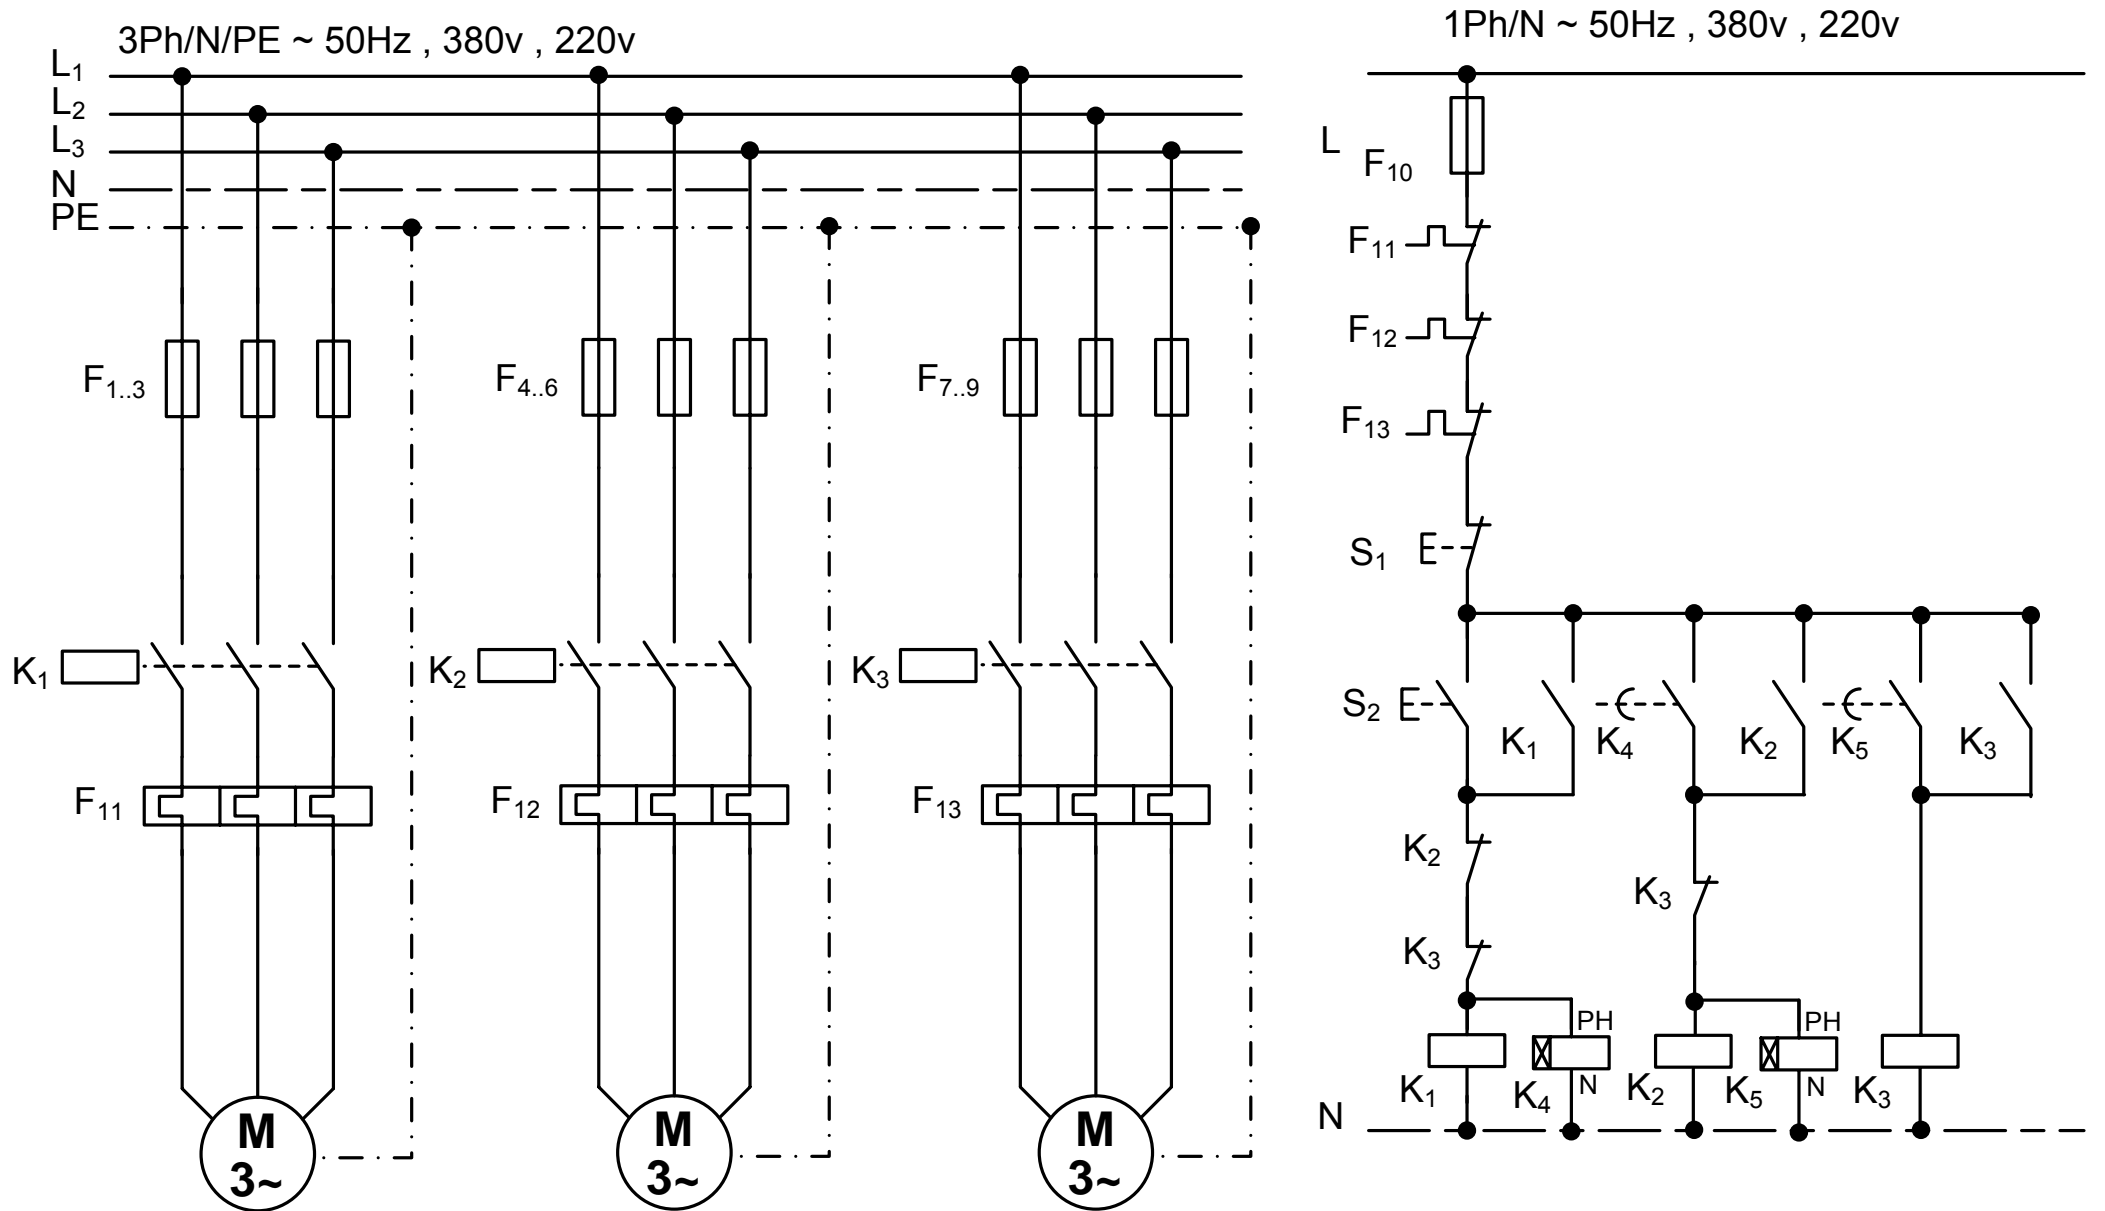 3Ph/N/PE ~ 50Hz , 380v , 220v
L1
L2
L3
N
PE
F1..3
F4..6
F7..9
K1
K2
K3
F11
F12
F13
M
3~
M
3~
M
3~
1Ph/N ~ 50Hz , 380v , 220v
L
F10
F11
F12
F13
S1
S2
K1
K4
K2
K5
K3
K2
K3
K3
PH
PH
K1
K4
N
K2
K5
N
K3
N